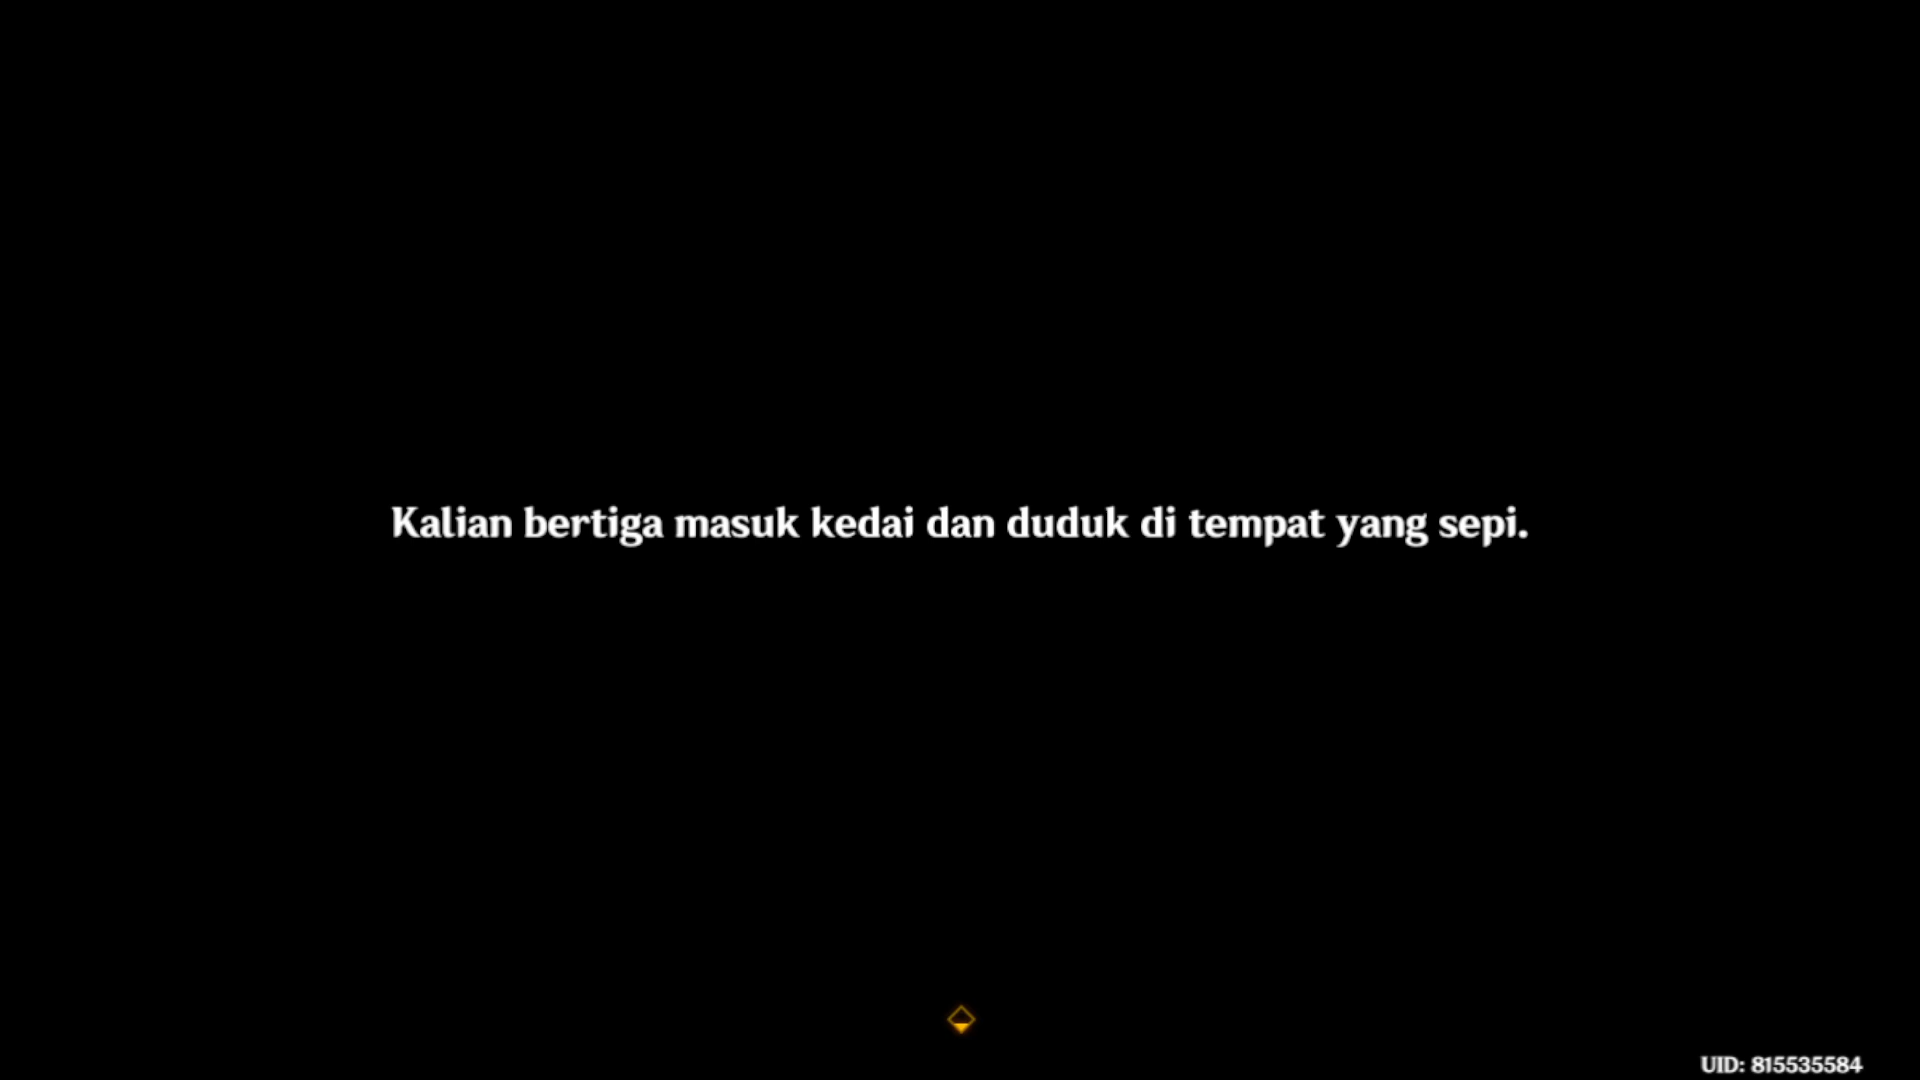 Kalian bertiga masuk kedai dan duduk di tempat yang sepi.
UID: 815535584